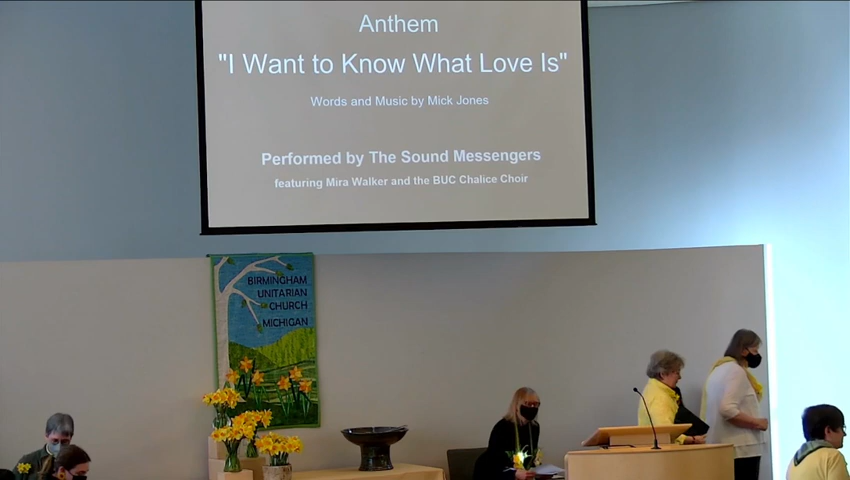 Anthem
"I Want to Know What Love Is"
Words and Music by Mick Jones
Performed by The Sound Messengers
featuring Mira Walker and the BUC Chalice Choir
BIRMINGHAM
UNITARIAN
CHURCH
MICHIGAN